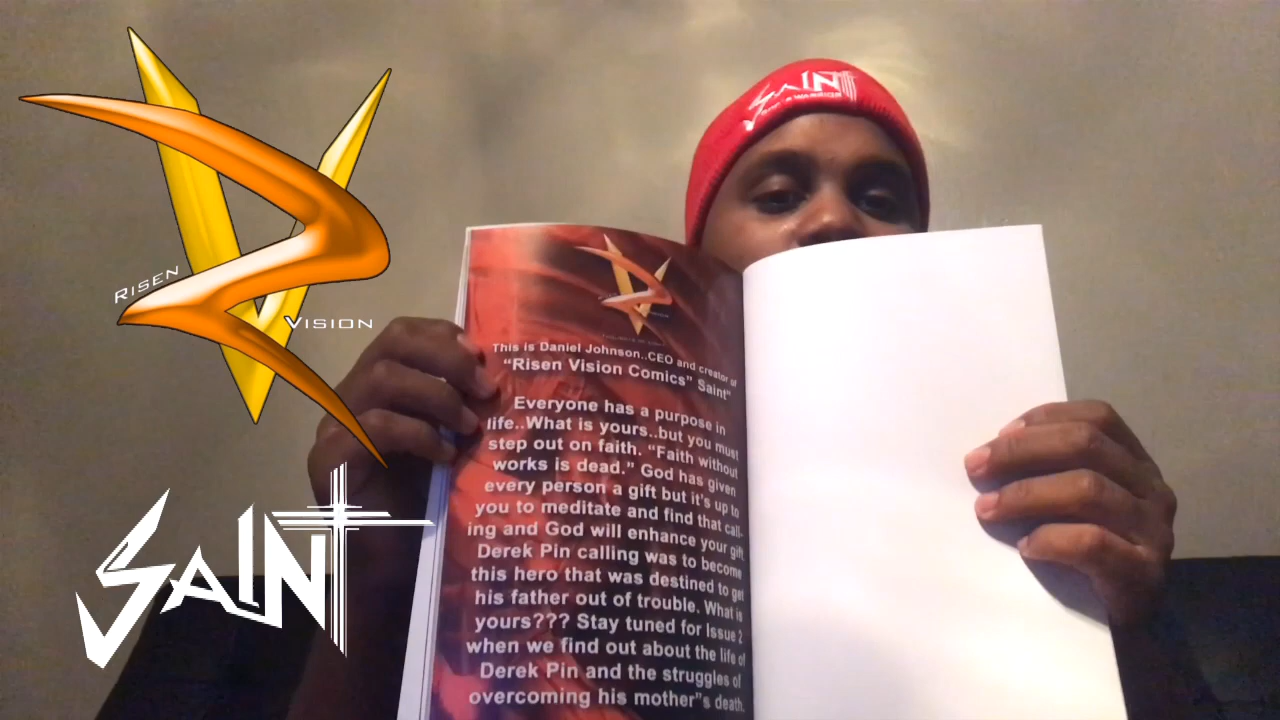 RISEN
VISION
SAINT
SAINT
This is Daniel Johnson..CEO and creator of
“Risen Vision Comics” Saint"
Everyone has a purpose in
life..What is yours..but you must
step out on faith. “Faith without
works is dead.” God has given
every person a gift but it’s up to
you to meditate and find that call-
ing and God will enhance your gift
Derek Pin calling was to become
this hero that was destined to get
his father out of trouble. What is
yours??? Stay tuned for Issue 2
when we find out about the life of
Derek Pin and the struggles of
overcoming his mother"s death.